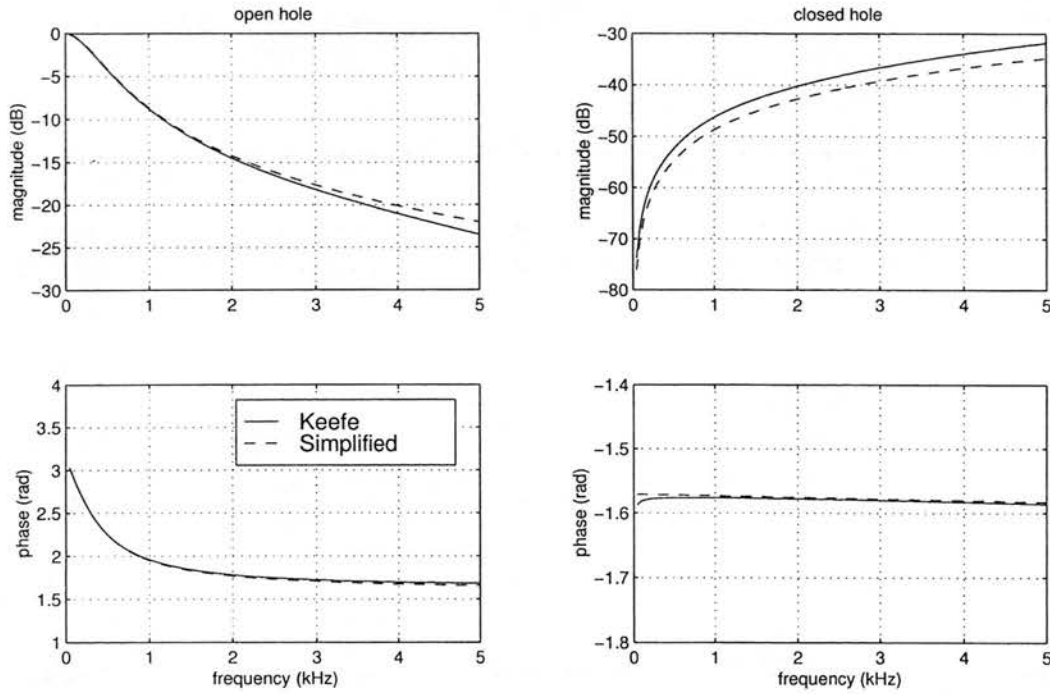 open hole
magnitude (dB)
0
−5
−10
−15
−20
−25
−30
0 1 2 3 4 5
closed hole
magnitude (dB)
−30
−40
−50
−60
−70
−80
0 1 2 3 4 5
phase (rad)
4
3.5
3
2.5
2
1.5
1
Keefe
Simplified
0 1 2 3 4 5
frequency (kHz)
phase (rad)
−1.4
−1.5
−1.6
−1.7
−1.8
0 1 2 3 4 5
frequency (kHz)